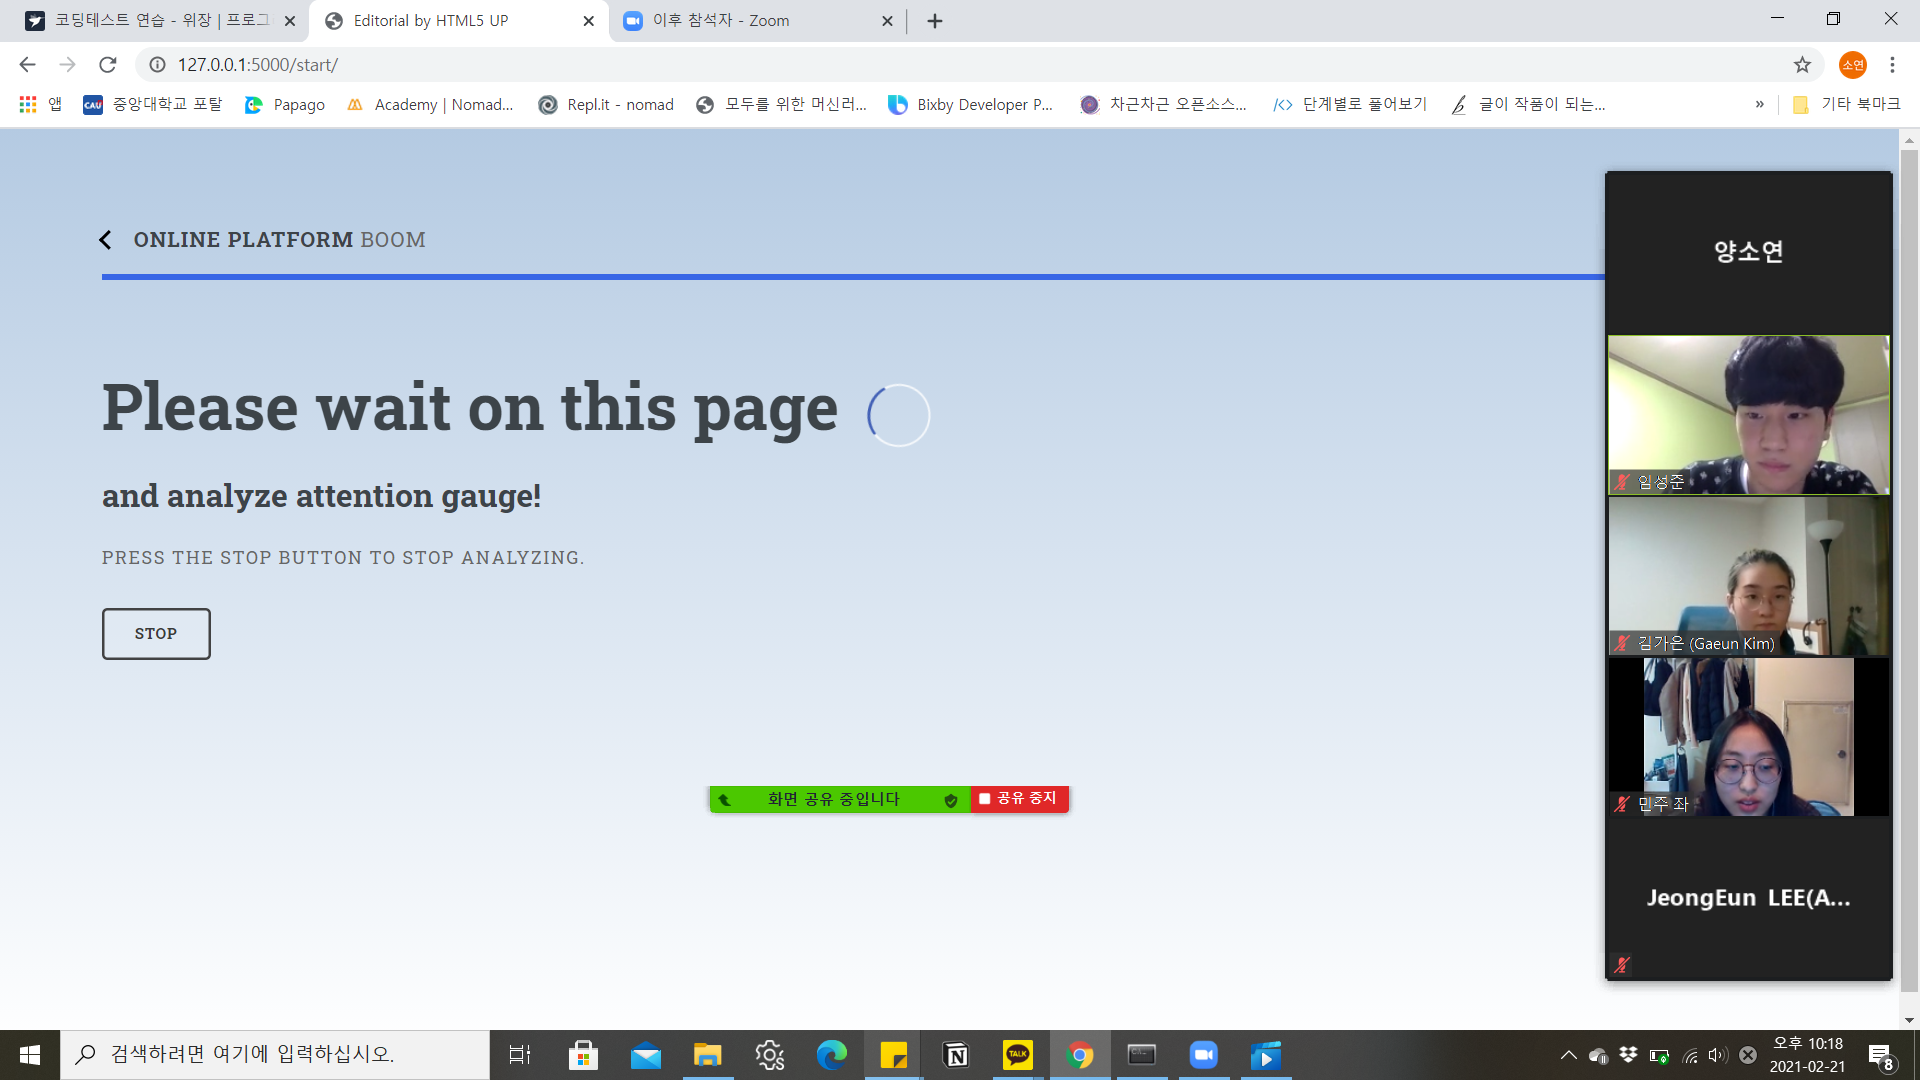 코딩테스트 연습 - 위장 | 프로그
Editorial by HTML5 UP
이후 참석자 - Zoom
127.0.0.1:5000/start/
소연
앱
CAU 중앙대학교 포탈
Papago
Academy | Nomad...
Repl.it - nomad
모두를 위한 머신러...
Bixby Developer P...
차근차근 오픈소스...
단계별로 풀어보기
글이 작품이 되는...
»
기타 북마크
ONLINE PLATFORM BOOM
Please wait on this page
and analyze attention gauge!
PRESS THE STOP BUTTON TO STOP ANALYZING.
STOP
화면 공유 중입니다
공유 중지
양소연
임성준
김가은 (Gaeun Kim)
민주 좌
JeongEun LEE(A...
검색하려면 여기에 입력하십시오.
TALK
오후 10:18
2021-02-21
8